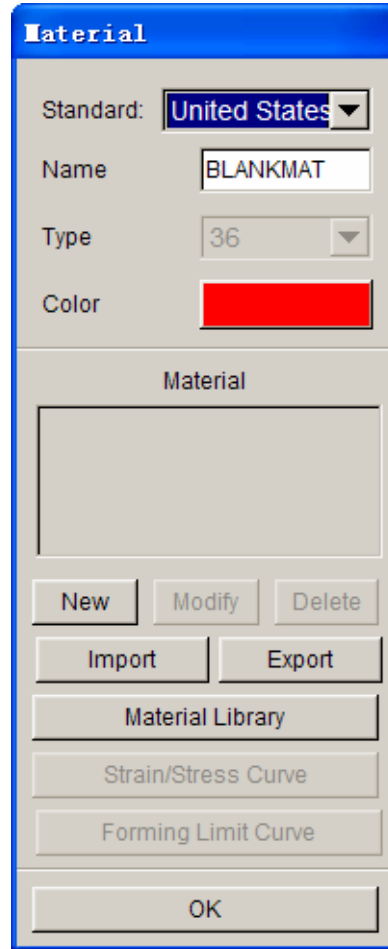 Material
Standard: United States
Name BLANKMAT
Type 36
Color
Material
New Modify Delete
Import Export
Material Library
Strain/Stress Curve
Forming Limit Curve
OK